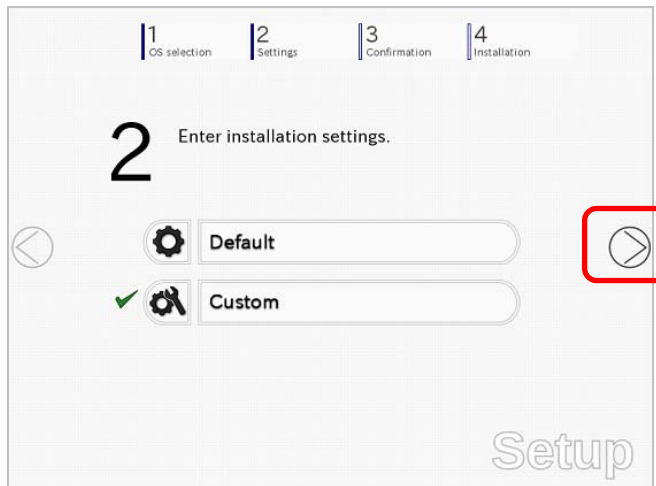 1
OS selection
2
Settings
3
Confirmation
4
Installation
2
Enter installation settings.
Default
Custom
Setup